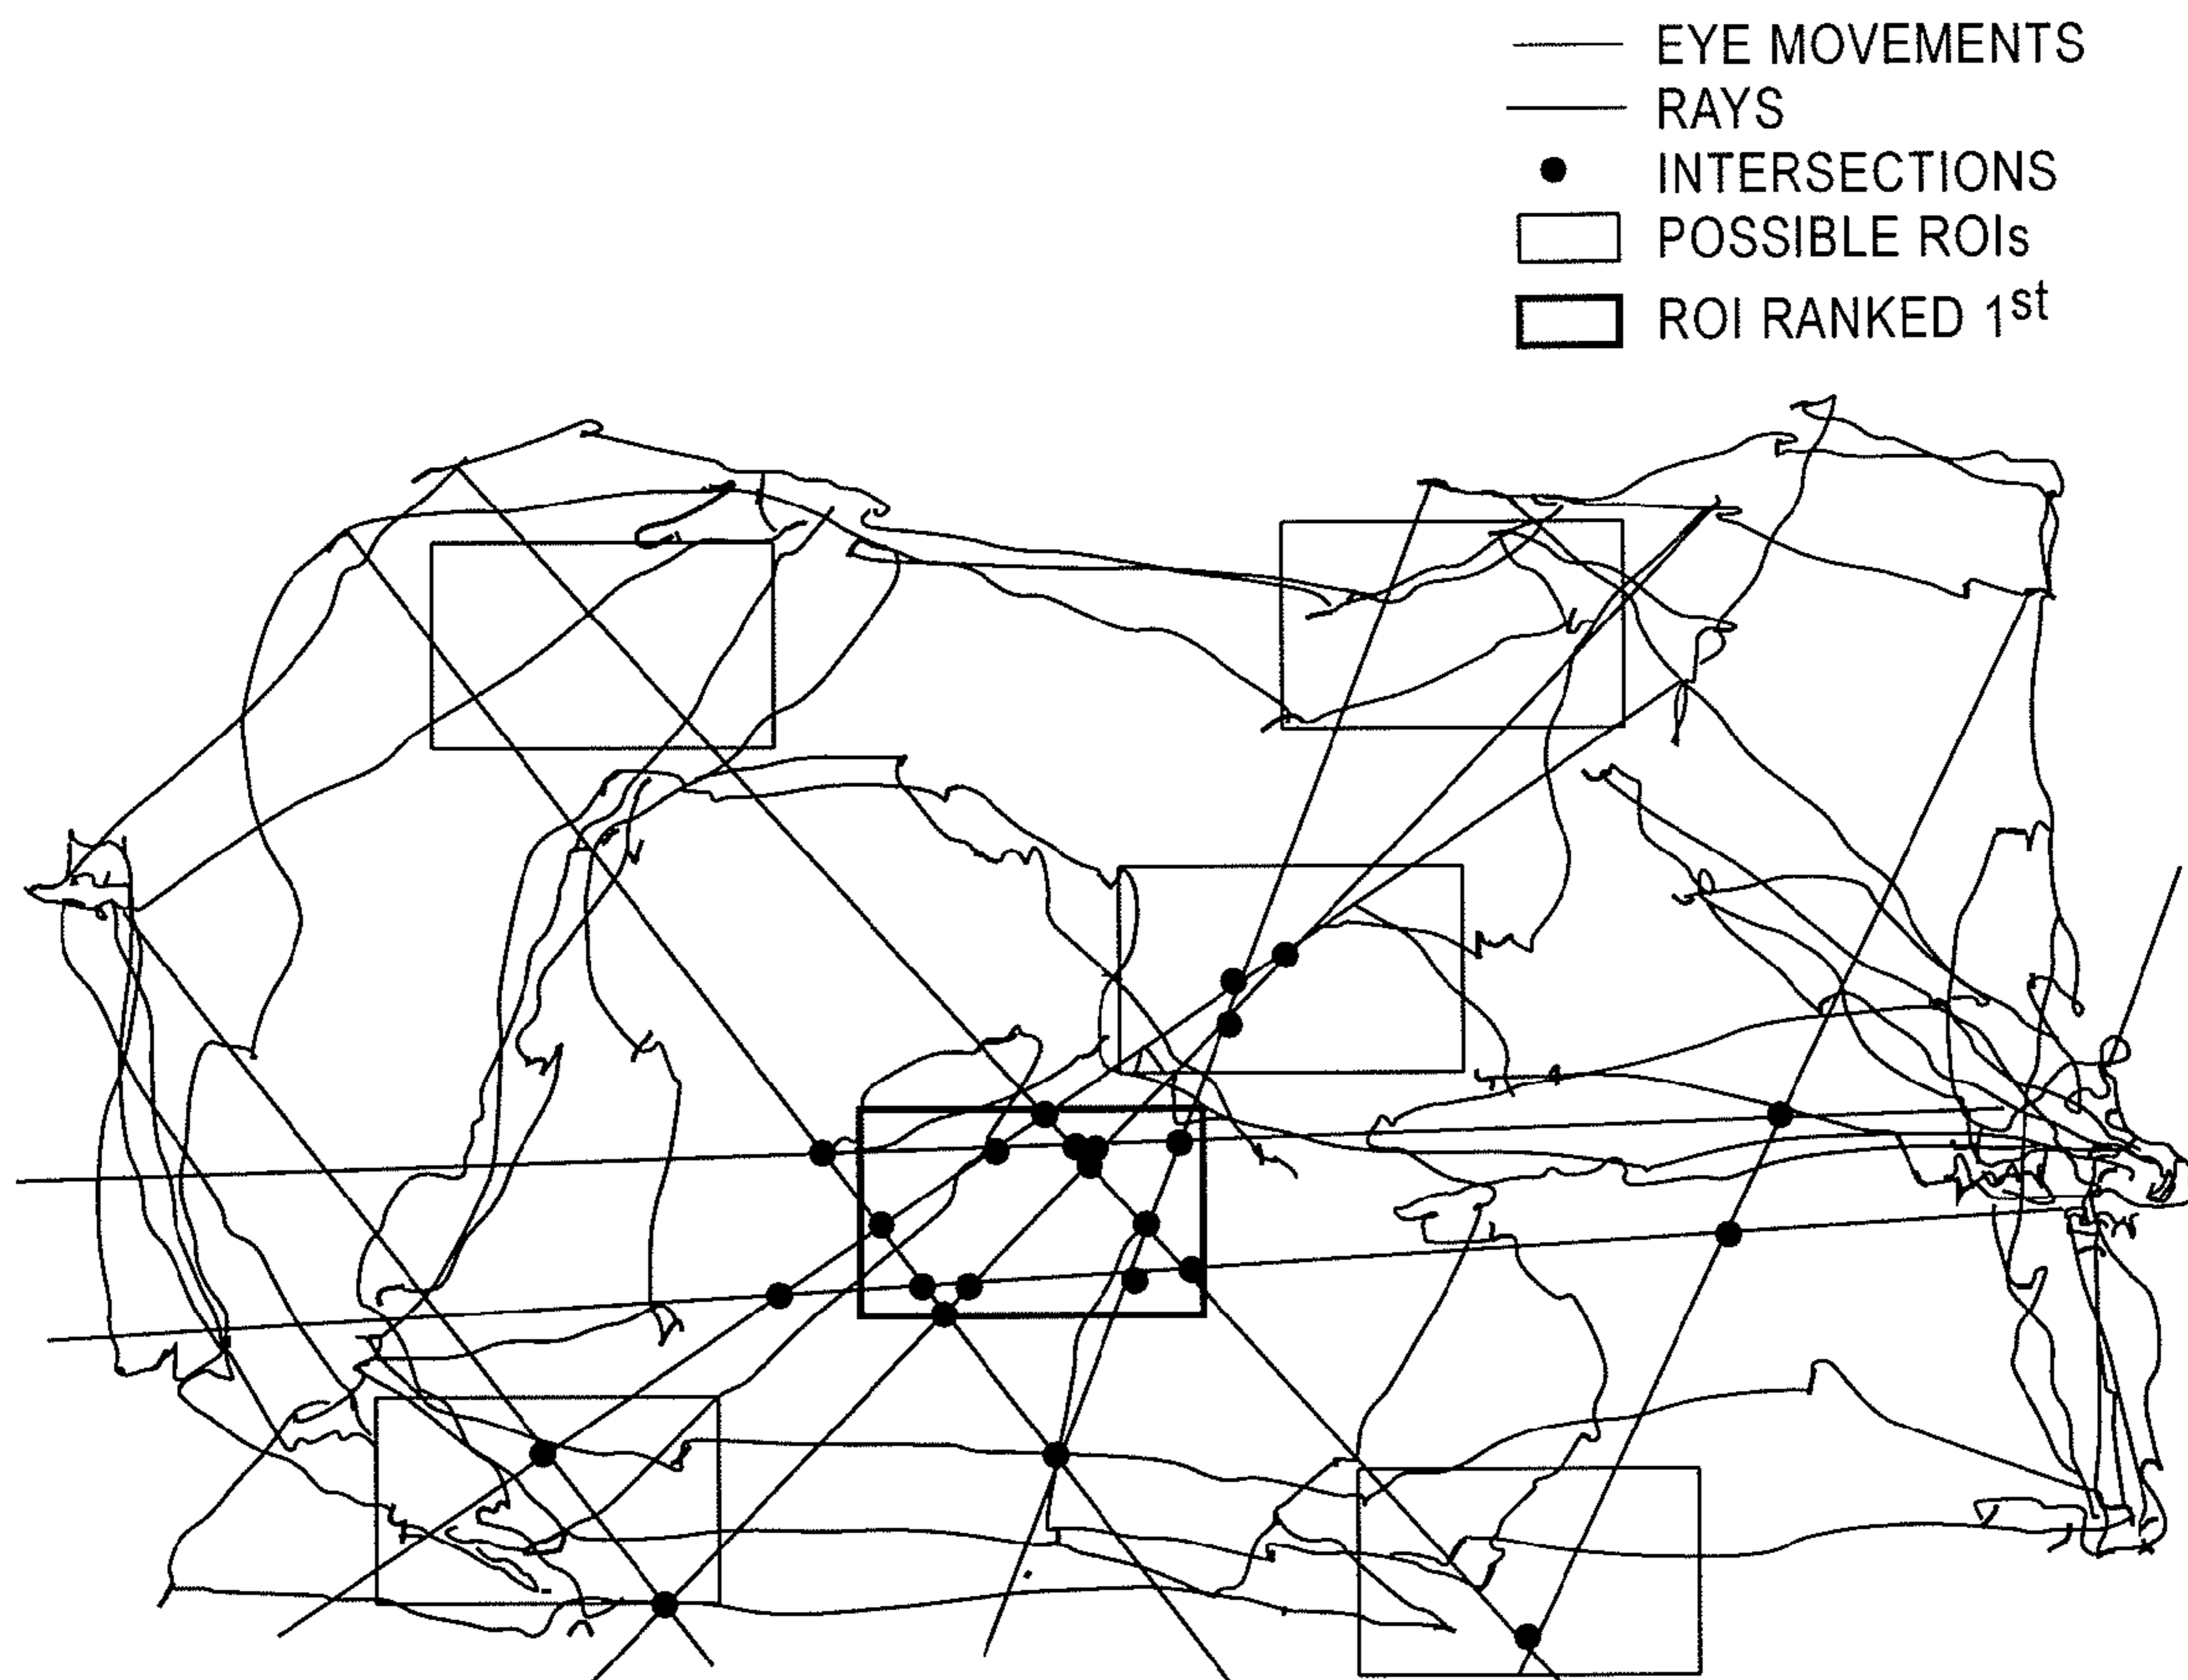 EYE MOVEMENTS
RAYS
INTERSECTIONS
POSSIBLE ROIs
ROI RANKED 1st